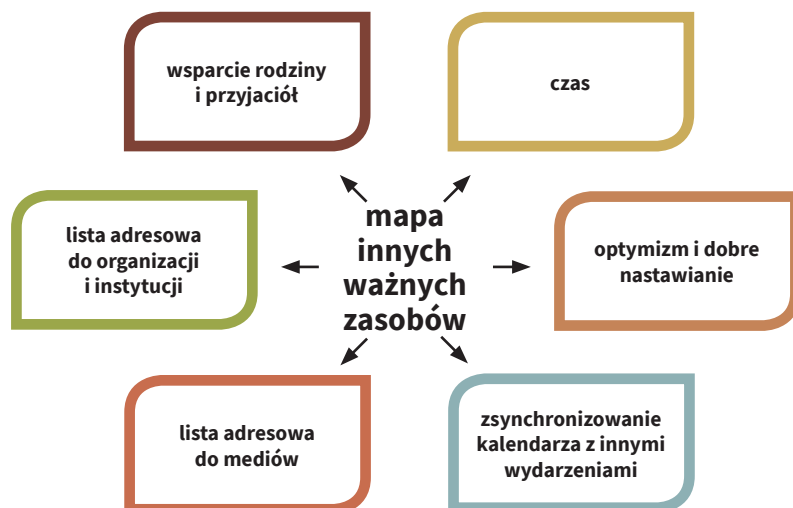 wsparcie rodziny
i przyjaciół
czas
lista adresowa
do organizacji
i instytucji
mapa
innych
ważnych
zasobów
optymizm i dobre
nastawianie
lista adresowa
do mediów
zsynchronizowanie
kalendarza z innymi
wydarzeniami